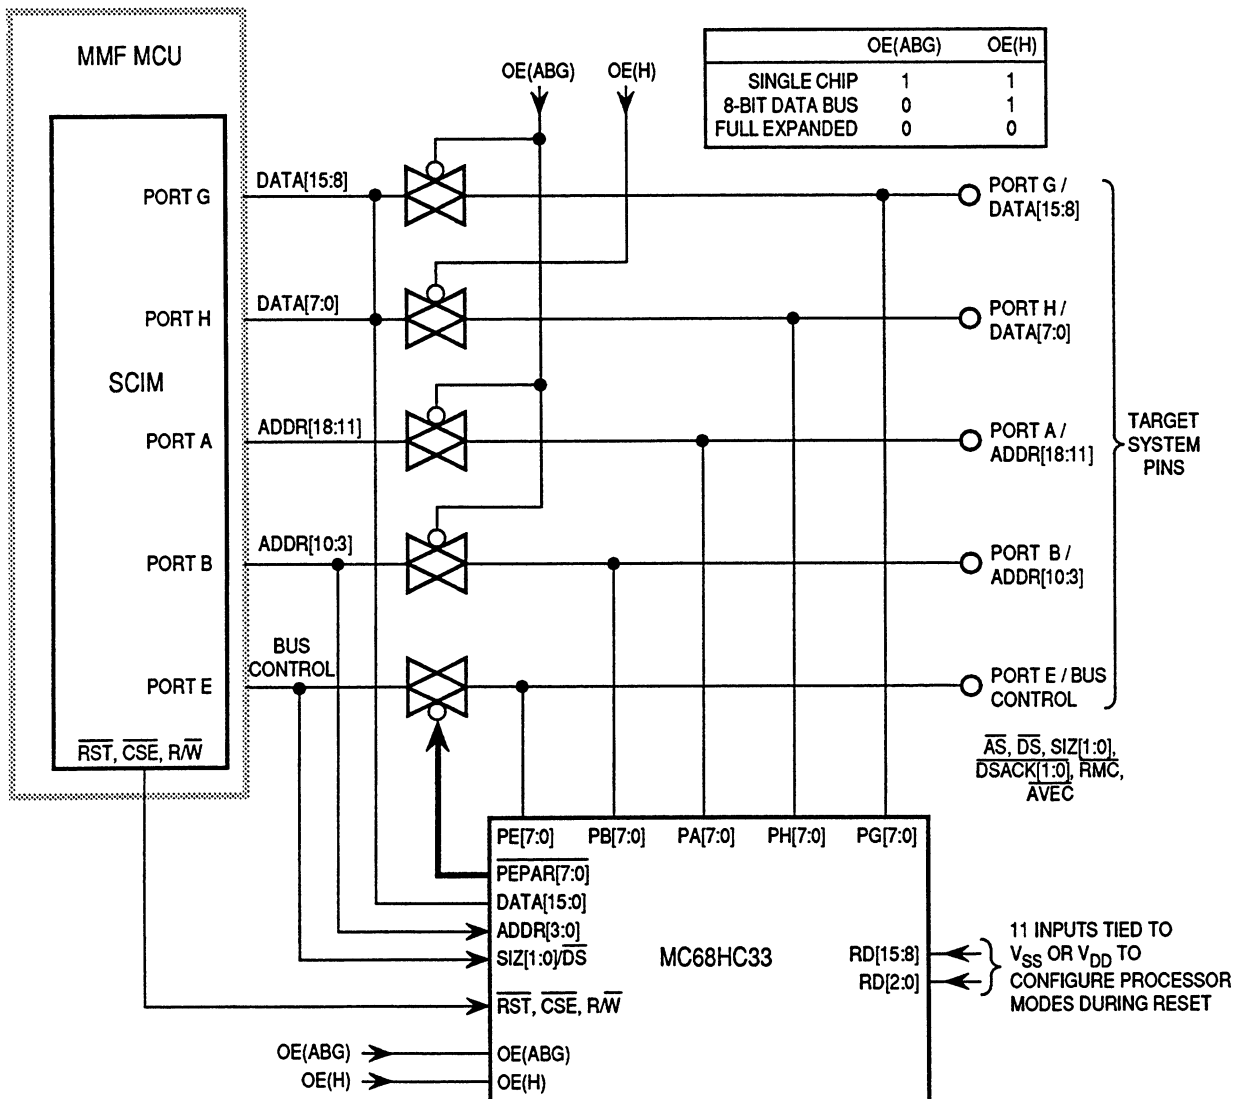 MMF MCU
OE(ABG)
OE(H)
OE(ABG) OE(H)
SINGLE CHIP 1 1
8-BIT DATA BUS 0 1
FULL EXPANDED 0 0
PORT G
DATA[15:8]
PORT G /
DATA[15:8]
PORT H
DATA[7:0]
PORT H /
DATA[7:0]
SCIM
PORT A
ADDR[18:11]
PORT A /
ADDR[18:11]
TARGET
SYSTEM
PINS
PORT B
ADDR[10:3]
PORT B /
ADDR[10:3]
PORT E
BUS
CONTROL
PORT E / BUS
CONTROL
RST, CSE, R/W
AS, DS, SIZ[1:0],
DSACK[1:0], RMC,
AVEC
PE[7:0] PB[7:0] PA[7:0] PH[7:0] PG[7:0]
PEPAR[7:0]
DATA[15:0]
ADDR[3:0]
SIZ[1:0]/DS
MC68HC33
RD[15:8]
RD[2:0]
11 INPUTS TIED TO
VSS OR VDD TO
CONFIGURE PROCESSOR
MODES DURING RESET
RST, CSE, R/W
OE(ABG)
OE(ABG)
OE(H)
OE(H)